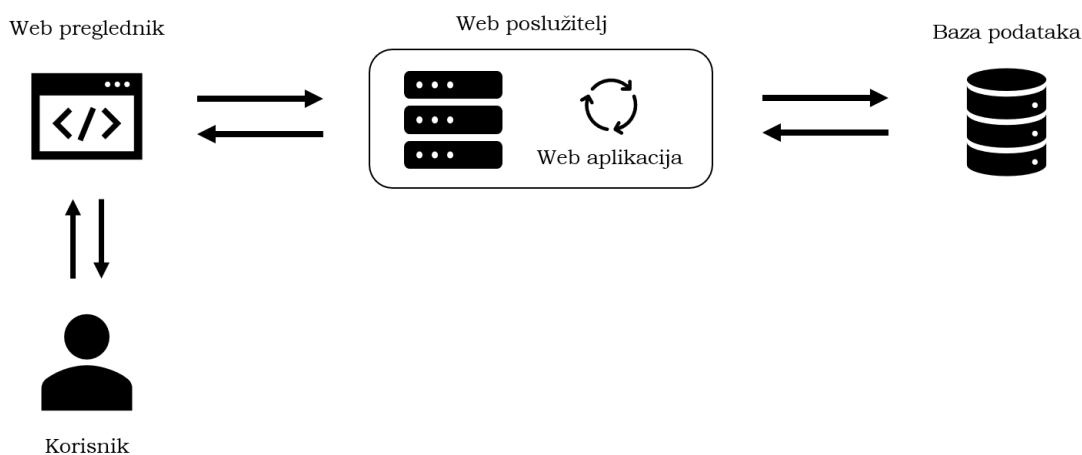 Web preglednik
Web poslužitelj
Baza podataka
Web aplikacija
Korisnik